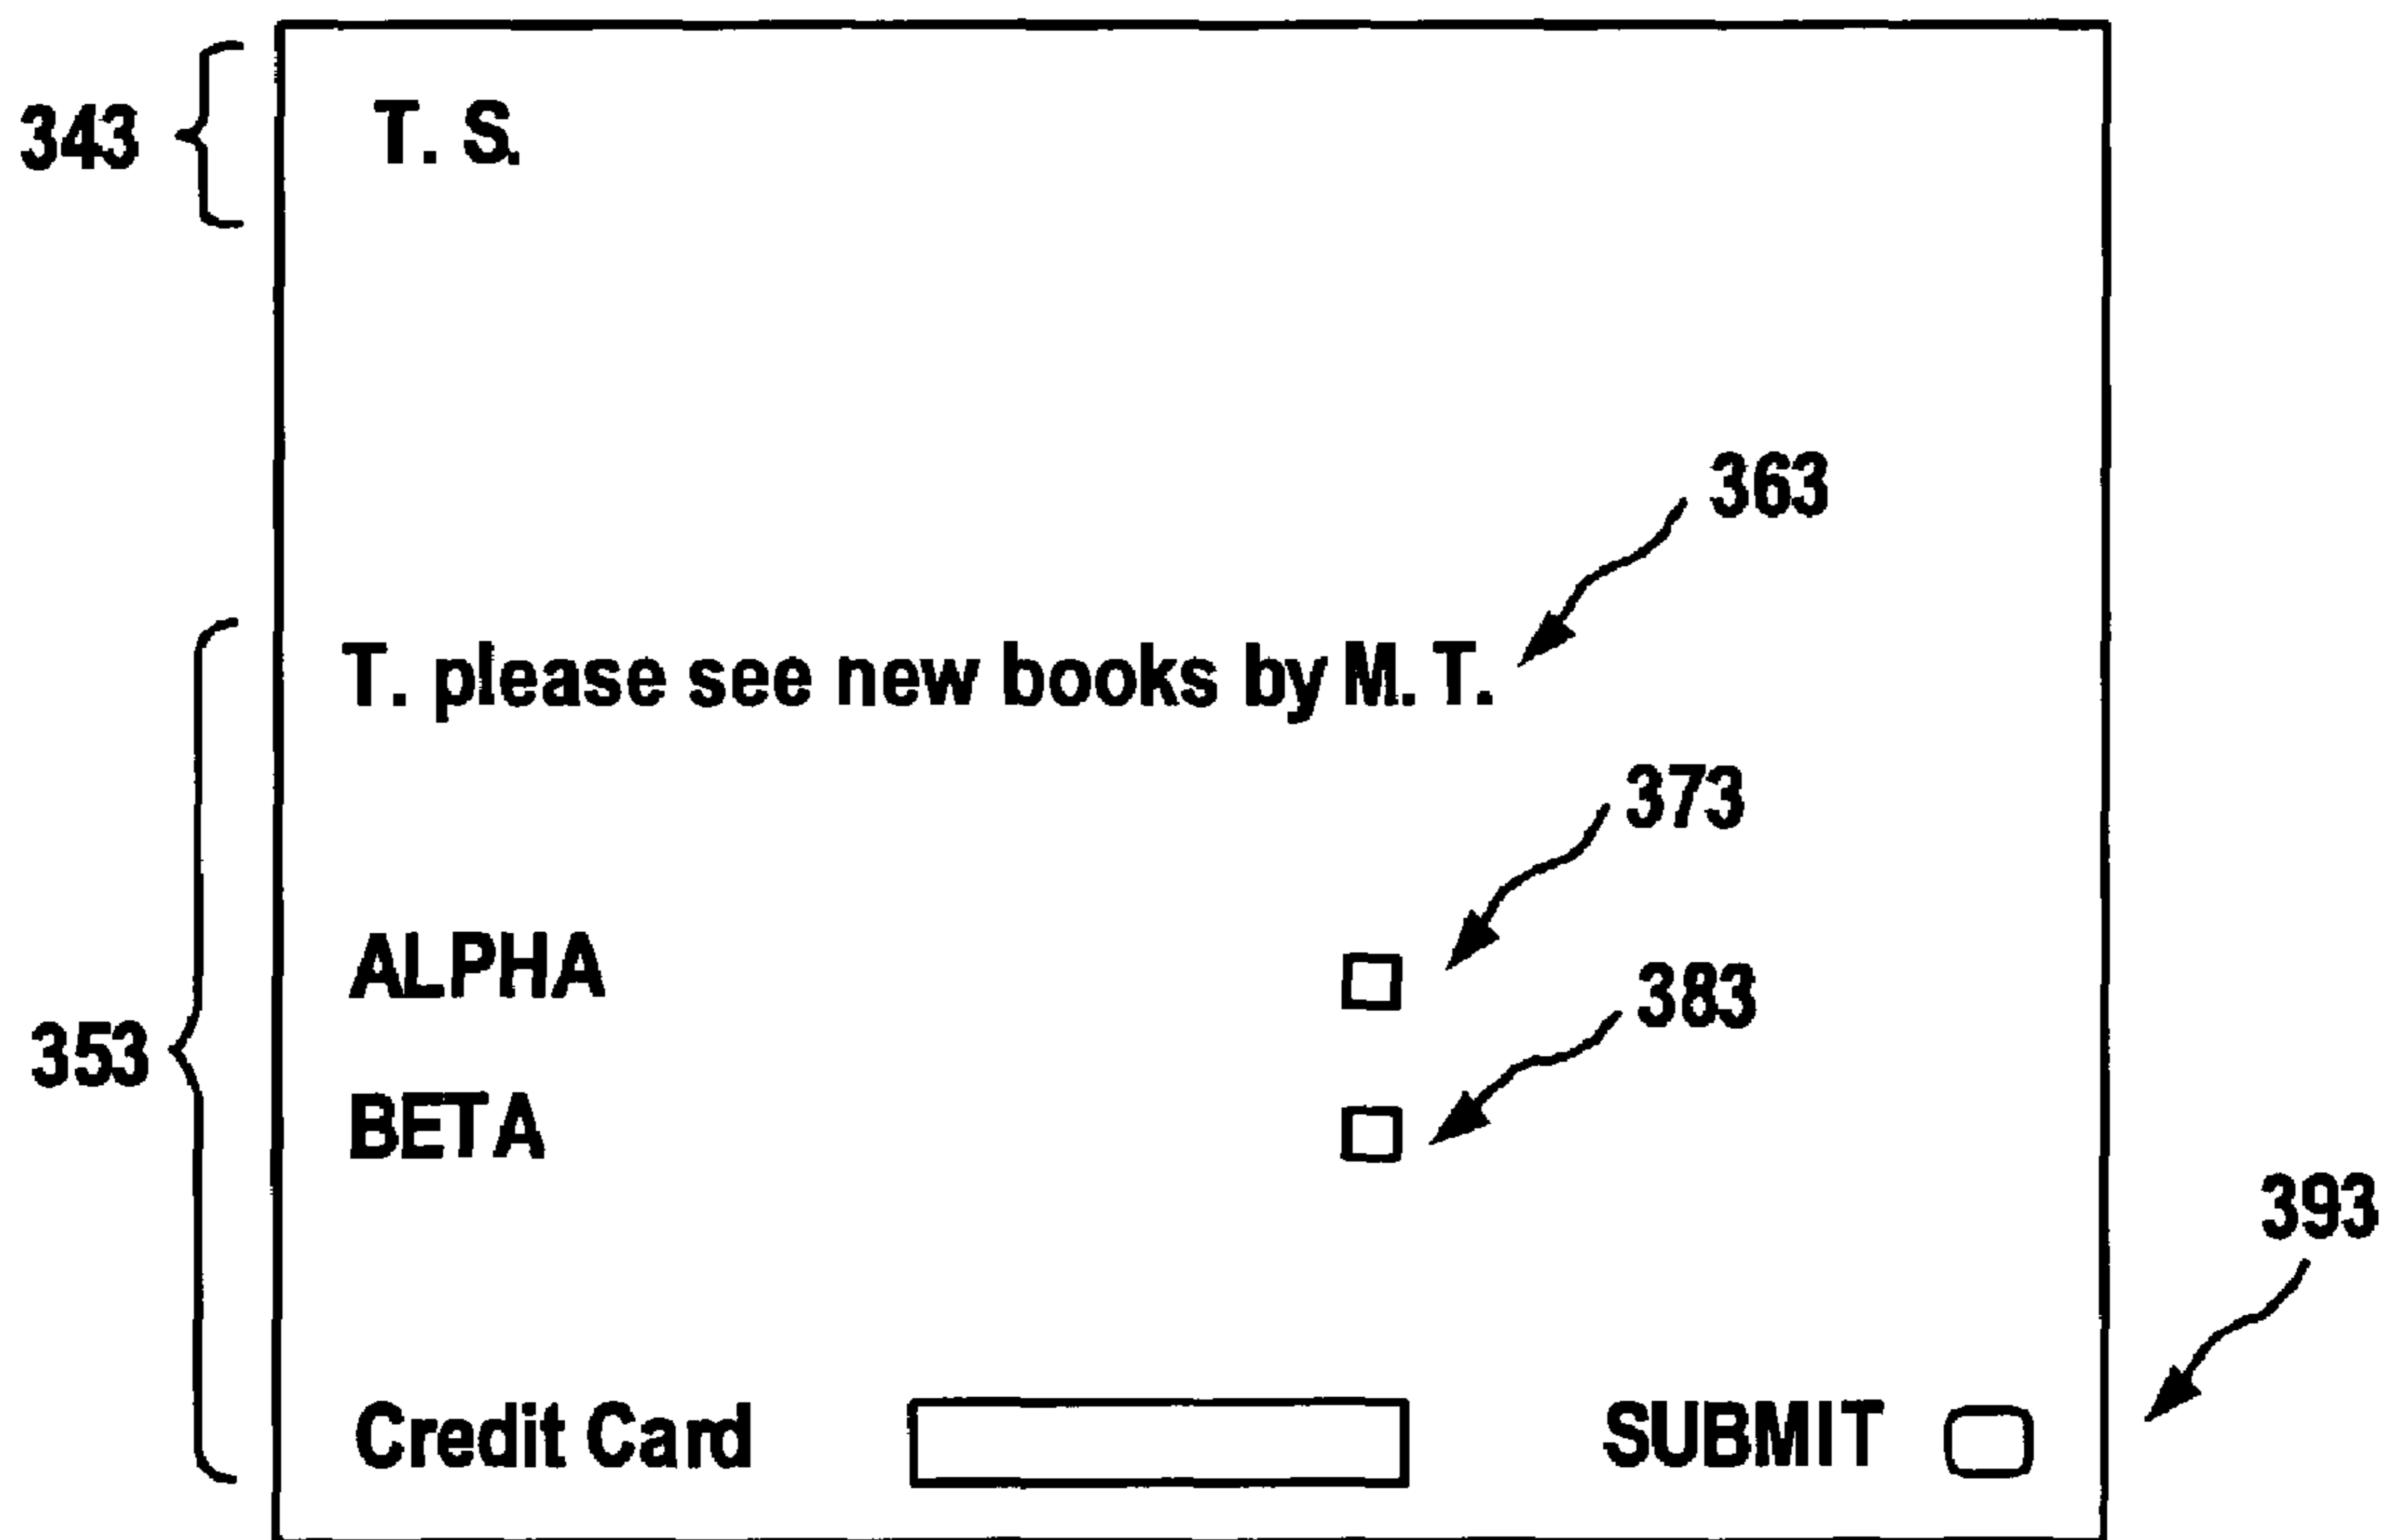 343
T. S.
363
T. please see new books by M. T.
373
ALPHA
383
353
BETA
393
Credit Card SUBMIT